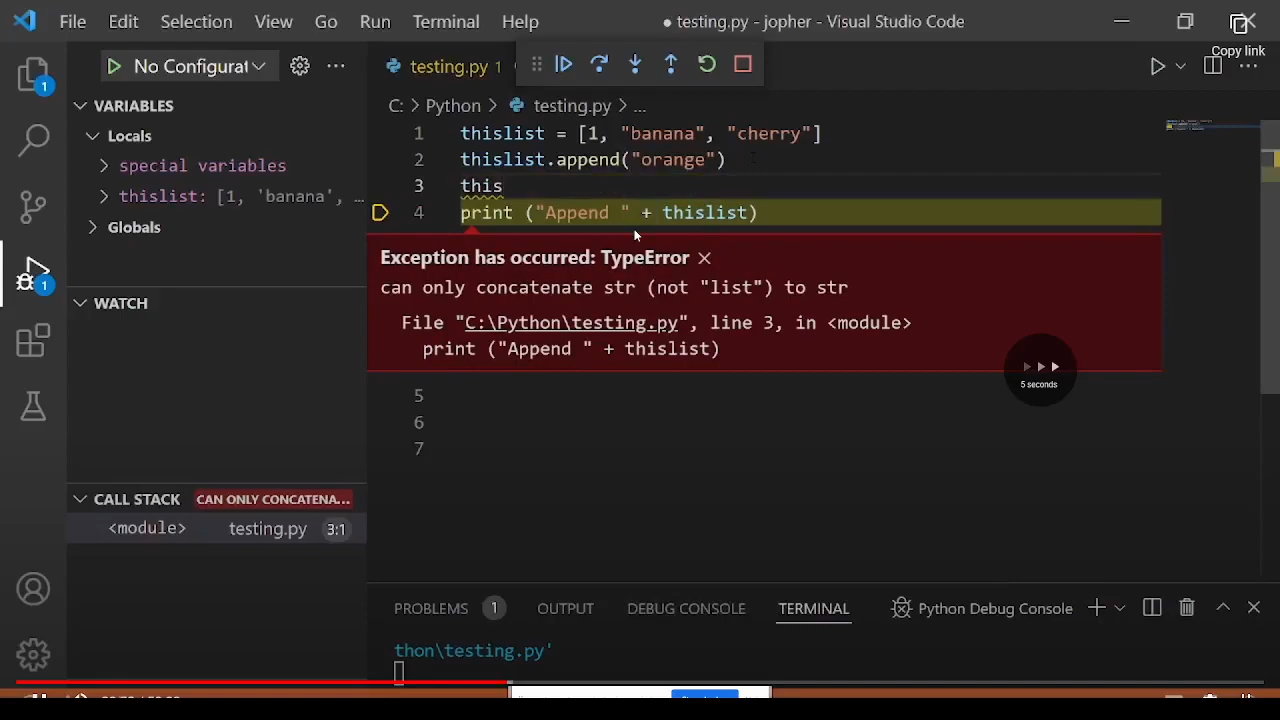 File Edit Selection View Go Run Terminal Help ● testing.py - jopher - Visual Studio Code
Copy link
No Configurat
testing.py 1
VARIABLES
C: > Python > testing.py > ...
Locals
special variables
thislist: [1, 'banana', …
Globals
1 thislist = [1, "banana", "cherry"]
2 thislist.append("orange")
3 this
4 print ("Append " + thislist)
Exception has occurred: TypeError
can only concatenate str (not "list") to str
File "C:\Python\testing.py", line 3, in <module>
print ("Append " + thislist)
5 seconds
5
6
7
WATCH
CALL STACK CAN ONLY CONCATENA...
<module> testing.py 3:1
1
1
PROBLEMS 1 OUTPUT DEBUG CONSOLE TERMINAL Python Debug Console
thon\testing.py'